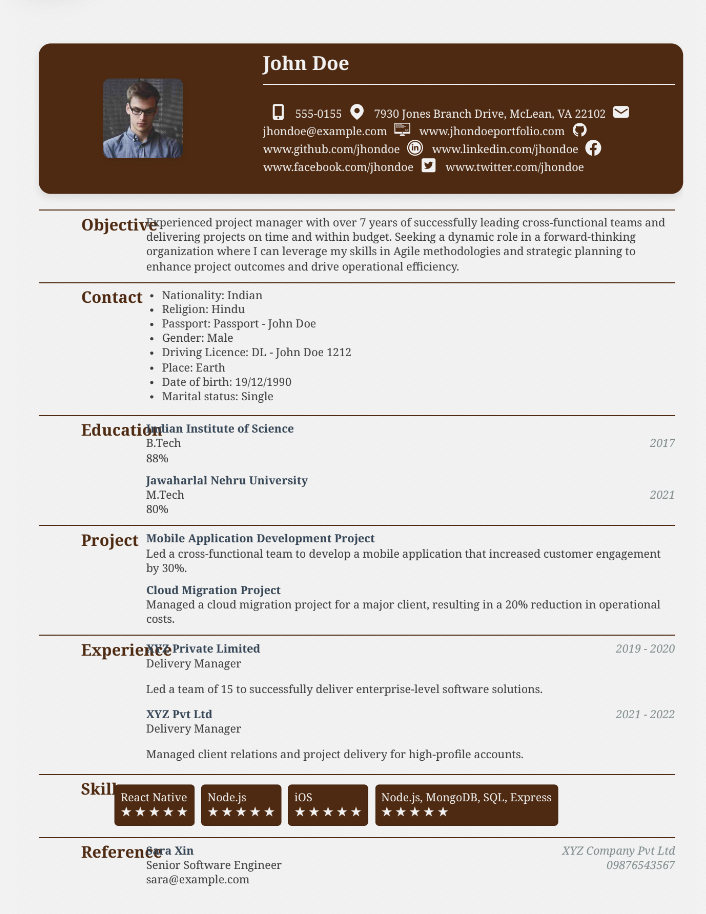 John Doe
555-0155 7930 Jones Branch Drive, McLean, VA 22102
jhondoe@example.com www.jhondoeportfolio.com
www.github.com/jhondoe www.linkedin.com/jhondoe
www.facebook.com/jhondoe www.twitter.com/jhondoe
Objective
Experienced project manager with over 7 years of successfully leading cross-functional teams and
delivering projects on time and within budget. Seeking a dynamic role in a forward-thinking
organization where I can leverage my skills in Agile methodologies and strategic planning to
enhance project outcomes and drive operational efficiency.
Contact
• Nationality: Indian
• Religion: Hindu
• Passport: Passport - John Doe
• Gender: Male
• Driving Licence: DL - John Doe 1212
• Place: Earth
• Date of birth: 19/12/1990
• Marital status: Single
Education
Indian Institute of Science
B.Tech 2017
88%
Jawaharlal Nehru University
M.Tech 2021
80%
Project
Mobile Application Development Project
Led a cross-functional team to develop a mobile application that increased customer engagement
by 30%.
Cloud Migration Project
Managed a cloud migration project for a major client, resulting in a 20% reduction in operational
costs.
Experience
XYZ Private Limited 2019 - 2020
Delivery Manager
Led a team of 15 to successfully deliver enterprise-level software solutions.
XYZ Pvt Ltd 2021 - 2022
Delivery Manager
Managed client relations and project delivery for high-profile accounts.
Skill
React Native Node.js iOS Node.js, MongoDB, SQL, Express
★★★★★ ★★★★★ ★★★★★ ★★★★★
Reference
Sara Xin XYZ Company Pvt Ltd
Senior Software Engineer 09876543567
sara@example.com